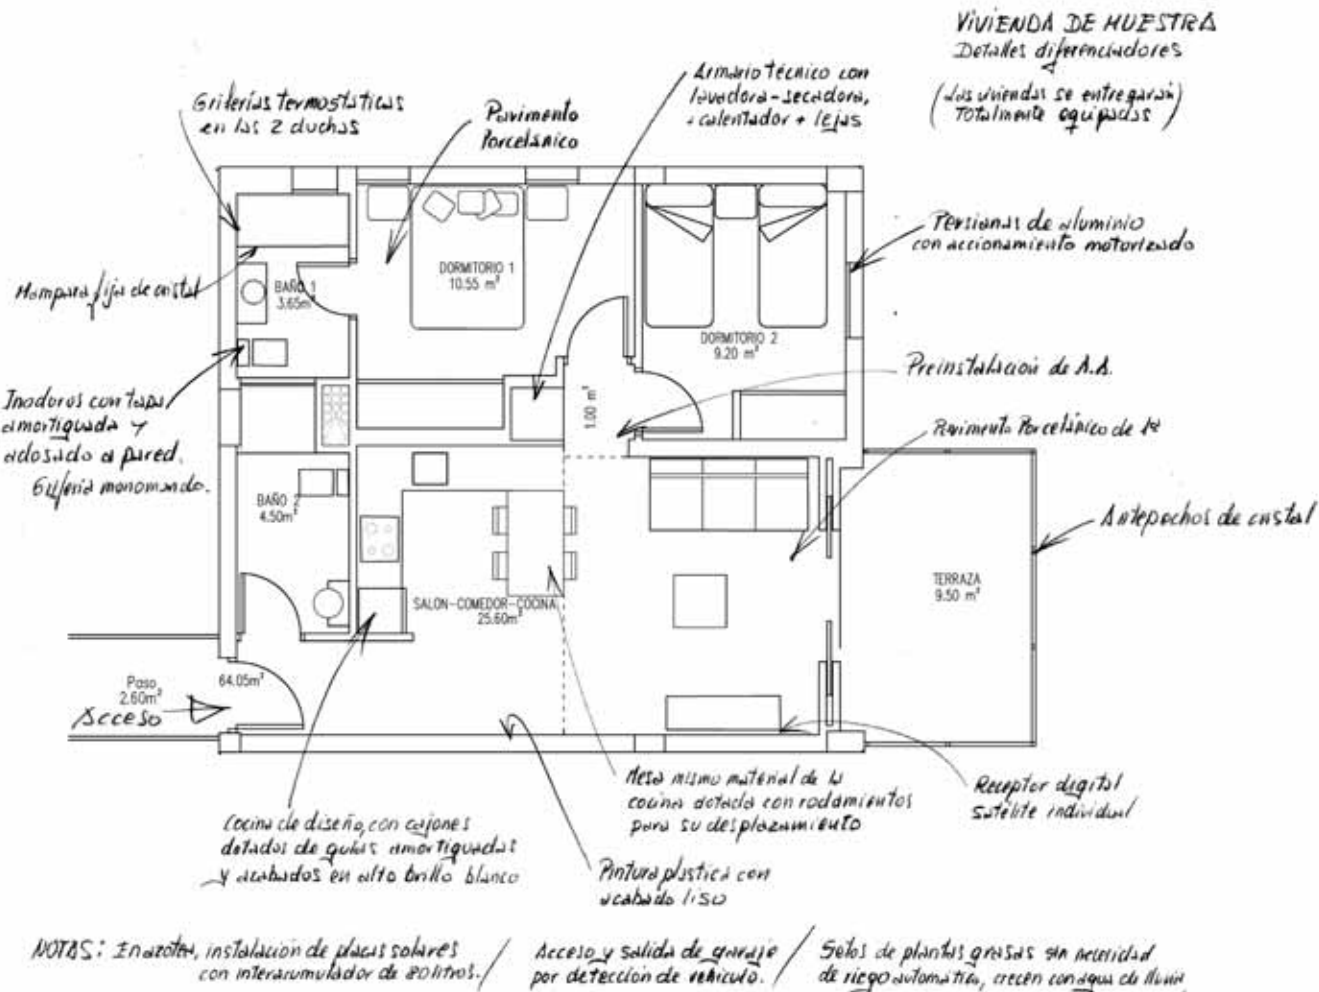 VIVIENDA DE MUESTRA
Detalles diferenciadores
(Las viviendas se entregarán
Totalmente equipadas)
Griferías termostáticas
en las 2 duchas
Pavimento
Porcelánico
Armario técnico con
lavadora-secadora,
+ calentador + lejas
Persianas de aluminio
con accionamiento motorizado
Mampara fija de cristal
BAÑO 1
3.65m²
DORMITORIO 1
10.55 m²
DORMITORIO 2
9.20 m²
Preinstalación de A.A.
Inodoros con tapa
amortiguada y
adosado a pared.
Grifería monomando.
1.00 m²
Pavimento Porcelánico de 1ª
BAÑO 2
4.50m²
Antepechos de cristal
SALON-COMEDOR-COCINA
25.60m²
TERRAZA
9.50 m²
Paso
2.60m²
64.05m²
Acceso
Mesa mismo material de la
cocina dotada con rodamientos
para su desplazamiento
Receptor digital
satélite individual
Cocina de diseño, con cajones
dotados de guías amortiguadas
y acabados en alto brillo blanco
Pintura plástica con
acabado liso
NOTAS: En azotea, instalación de placas solares
con interacumulador de 80 litros. /
Acceso y salida de garaje
por detección de vehículo. /
Setos de plantas grasas sin necesidad
de riego automático, crecen con agua de lluvia